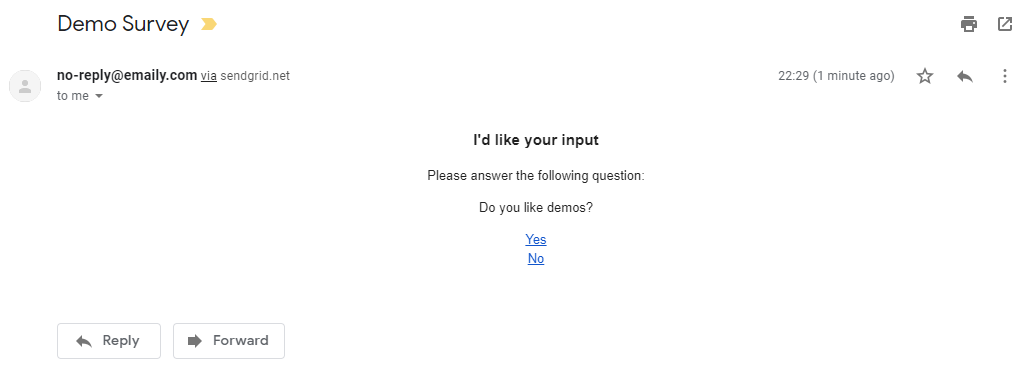 Demo Survey
no-reply@emaily.com via sendgrid.net
22:29 (1 minute ago)
to me
I'd like your input
Please answer the following question:
Do you like demos?
Yes
No
Reply
Forward